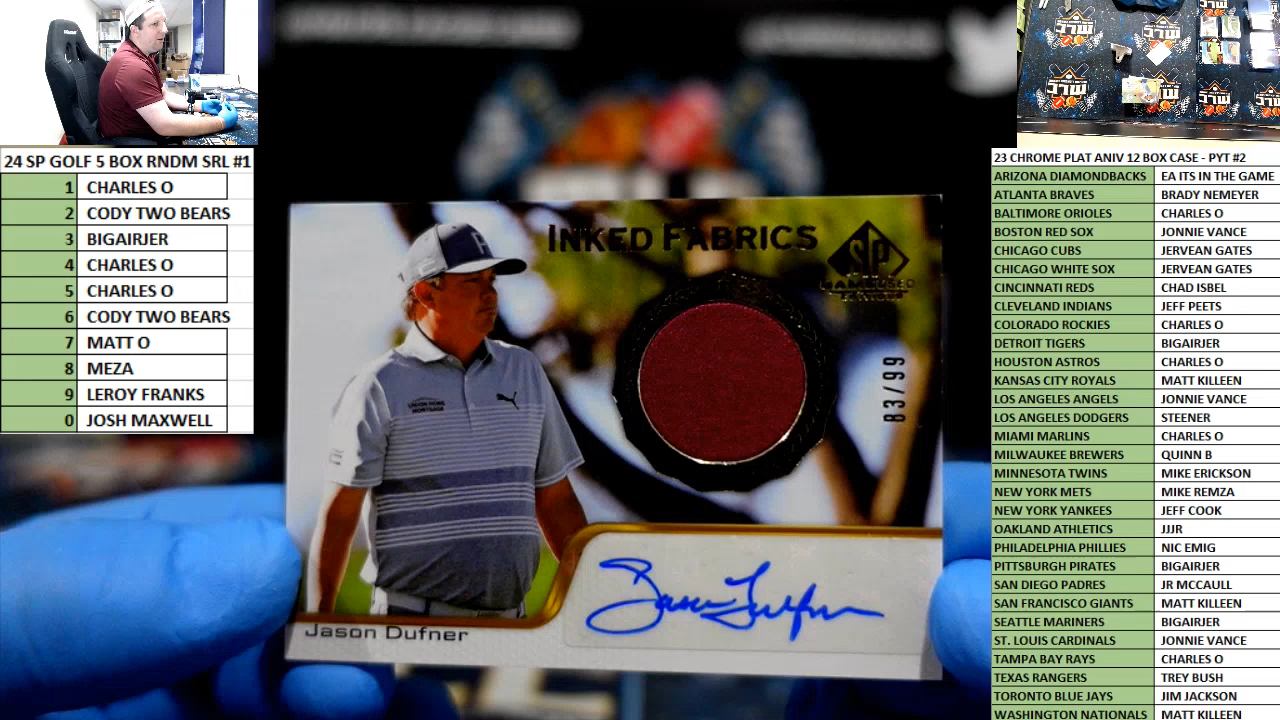 24 SP GOLF 5 BOX RNDM SRL #1
1 CHARLES O
2 CODY TWO BEARS
3 BIGAIRJER
4 CHARLES O
5 CHARLES O
6 CODY TWO BEARS
7 MATT O
8 MEZA
9 LEROY FRANKS
0 JOSH MAXWELL
INKED FABRICS
SP
GAME USED
83/99
UNION HOME
MORTGAGE
Jason Dufner
Jason Dufner
23 CHROME PLAT ANIV 12 BOX CASE - PYT #2
ARIZONA DIAMONDBACKS EA ITS IN THE GAME
ATLANTA BRAVES BRADY NEMEYER
BALTIMORE ORIOLES CHARLES O
BOSTON RED SOX JONNIE VANCE
CHICAGO CUBS JERVEAN GATES
CHICAGO WHITE SOX JERVEAN GATES
CINCINNATI REDS CHAD ISBEL
CLEVELAND INDIANS JEFF PEETS
COLORADO ROCKIES CHARLES O
DETROIT TIGERS BIGAIRJER
HOUSTON ASTROS CHARLES O
KANSAS CITY ROYALS MATT KILLEEN
LOS ANGELES ANGELS JONNIE VANCE
LOS ANGELES DODGERS STEENER
MIAMI MARLINS CHARLES O
MILWAUKEE BREWERS QUINN B
MINNESOTA TWINS MIKE ERICKSON
NEW YORK METS MIKE REMZA
NEW YORK YANKEES JEFF COOK
OAKLAND ATHLETICS JJJR
PHILADELPHIA PHILLIES NIC EMIG
PITTSBURGH PIRATES BIGAIRJER
SAN DIEGO PADRES JR MCCAULL
SAN FRANCISCO GIANTS MATT KILLEEN
SEATTLE MARINERS BIGAIRJER
ST. LOUIS CARDINALS JONNIE VANCE
TAMPA BAY RAYS CHARLES O
TEXAS RANGERS TREY BUSH
TORONTO BLUE JAYS JIM JACKSON
WASHINGTON NATIONALS MATT KILLEEN